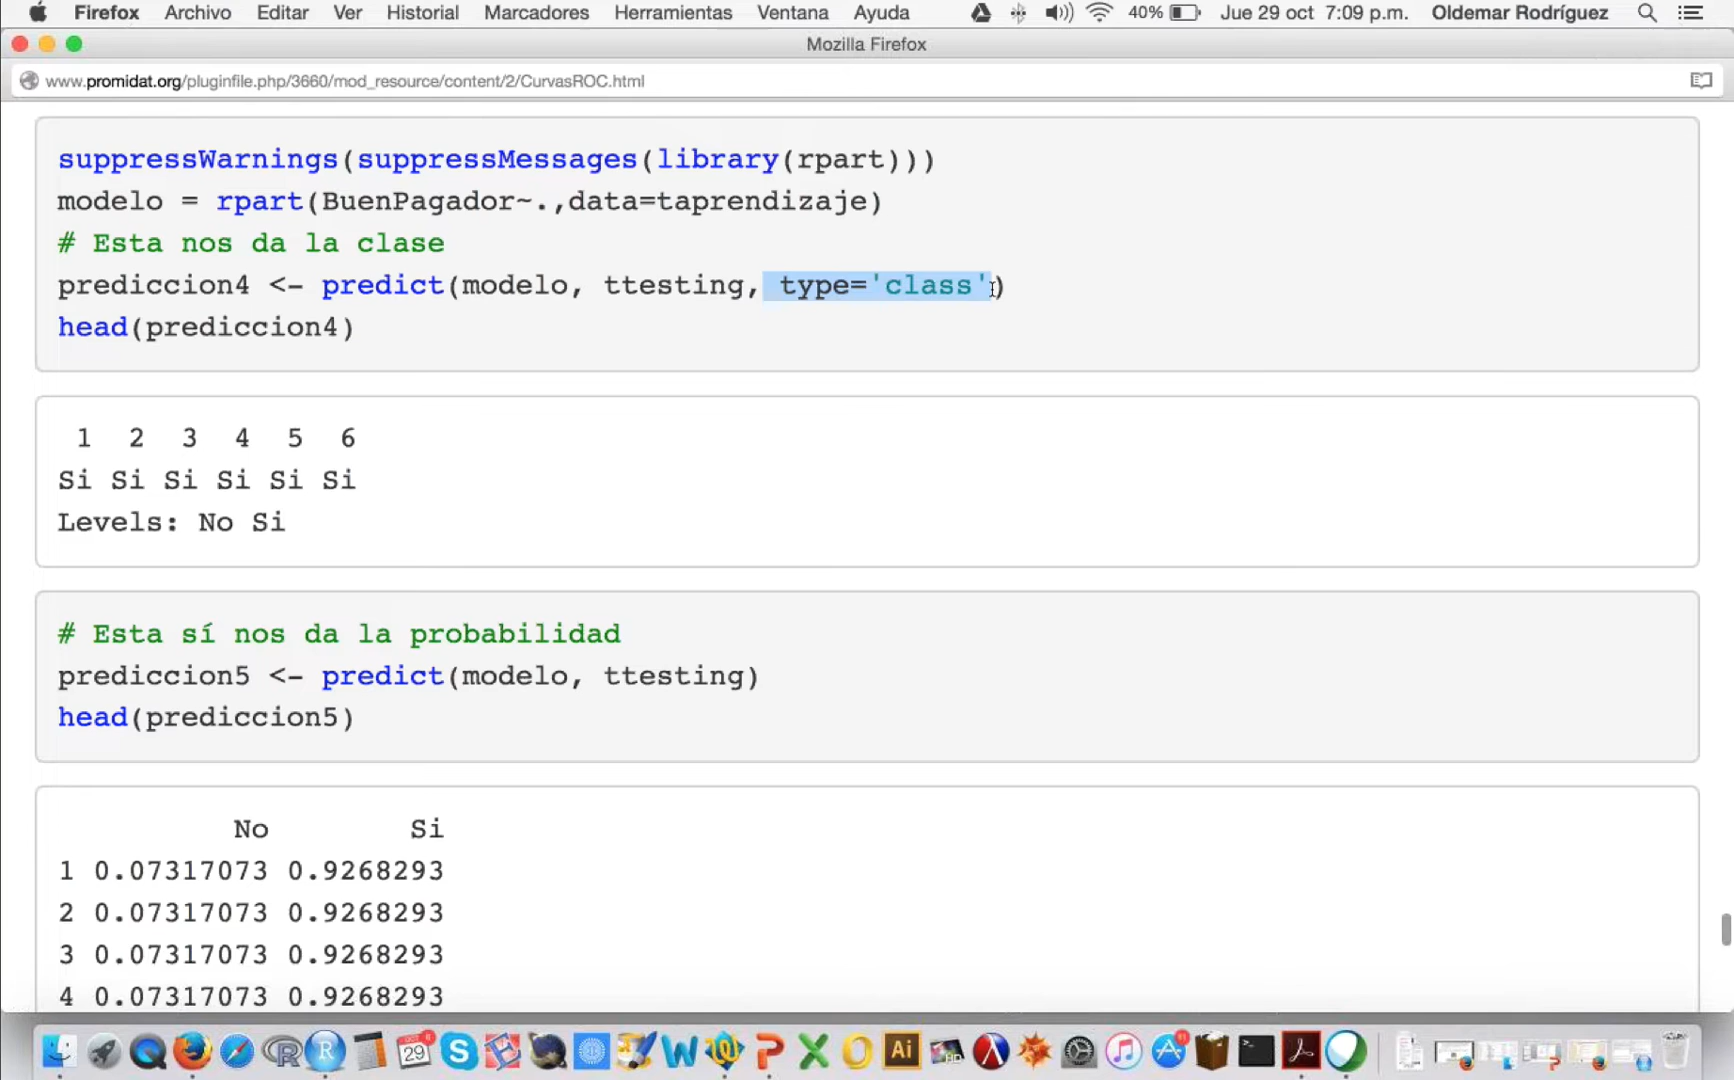 Firefox Archivo Editar Ver Historial Marcadores Herramientas Ventana Ayuda 40% Jue 29 oct 7:09 p.m. Oldemar Rodríguez
Mozilla Firefox
www.promidat.org/pluginfile.php/3660/mod_resource/content/2/CurvasROC.html
suppressWarnings(suppressMessages(library(rpart)))
modelo = rpart(BuenPagador~.,data=taprendizaje)
# Esta nos da la clase
prediccion4 <- predict(modelo, ttesting, type='class')
head(prediccion4)
1 2 3 4 5 6
Si Si Si Si Si Si
Levels: No Si
# Esta sí nos da la probabilidad
prediccion5 <- predict(modelo, ttesting)
head(prediccion5)
No Si
1 0.07317073 0.9268293
2 0.07317073 0.9268293
3 0.07317073 0.9268293
4 0.07317073 0.9268293
29
Ai